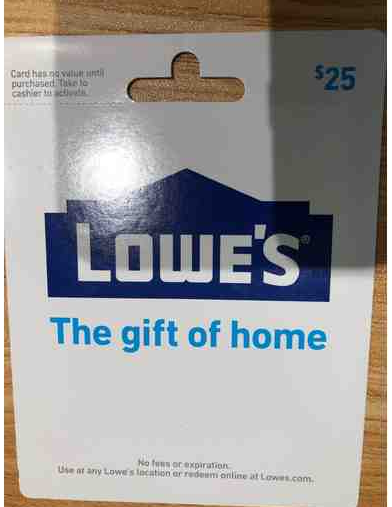 Card has no value until
purchased. Take to
cashier to activate.
$25
LOWE'S®
The gift of home
No fees or expiration.
Use at any Lowe's location or redeem online at Lowes.com.